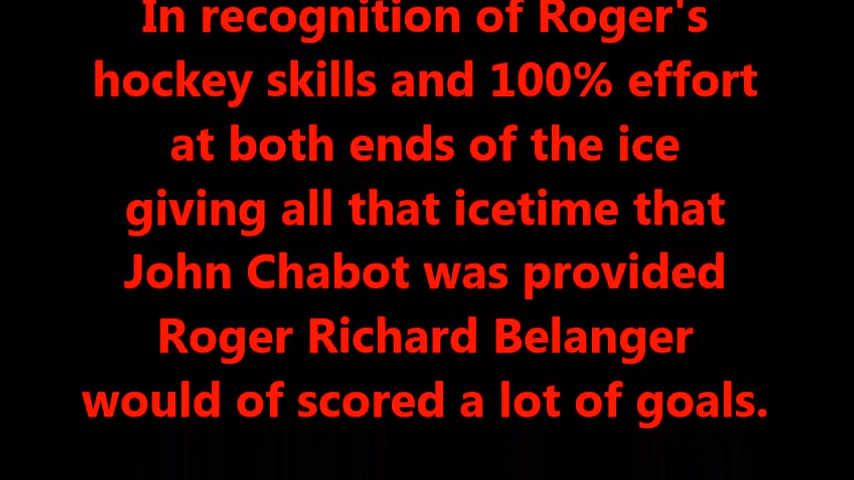 In recognition of Roger's
hockey skills and 100% effort
at both ends of the ice
giving all that icetime that
John Chabot was provided
Roger Richard Belanger
would of scored a lot of goals.